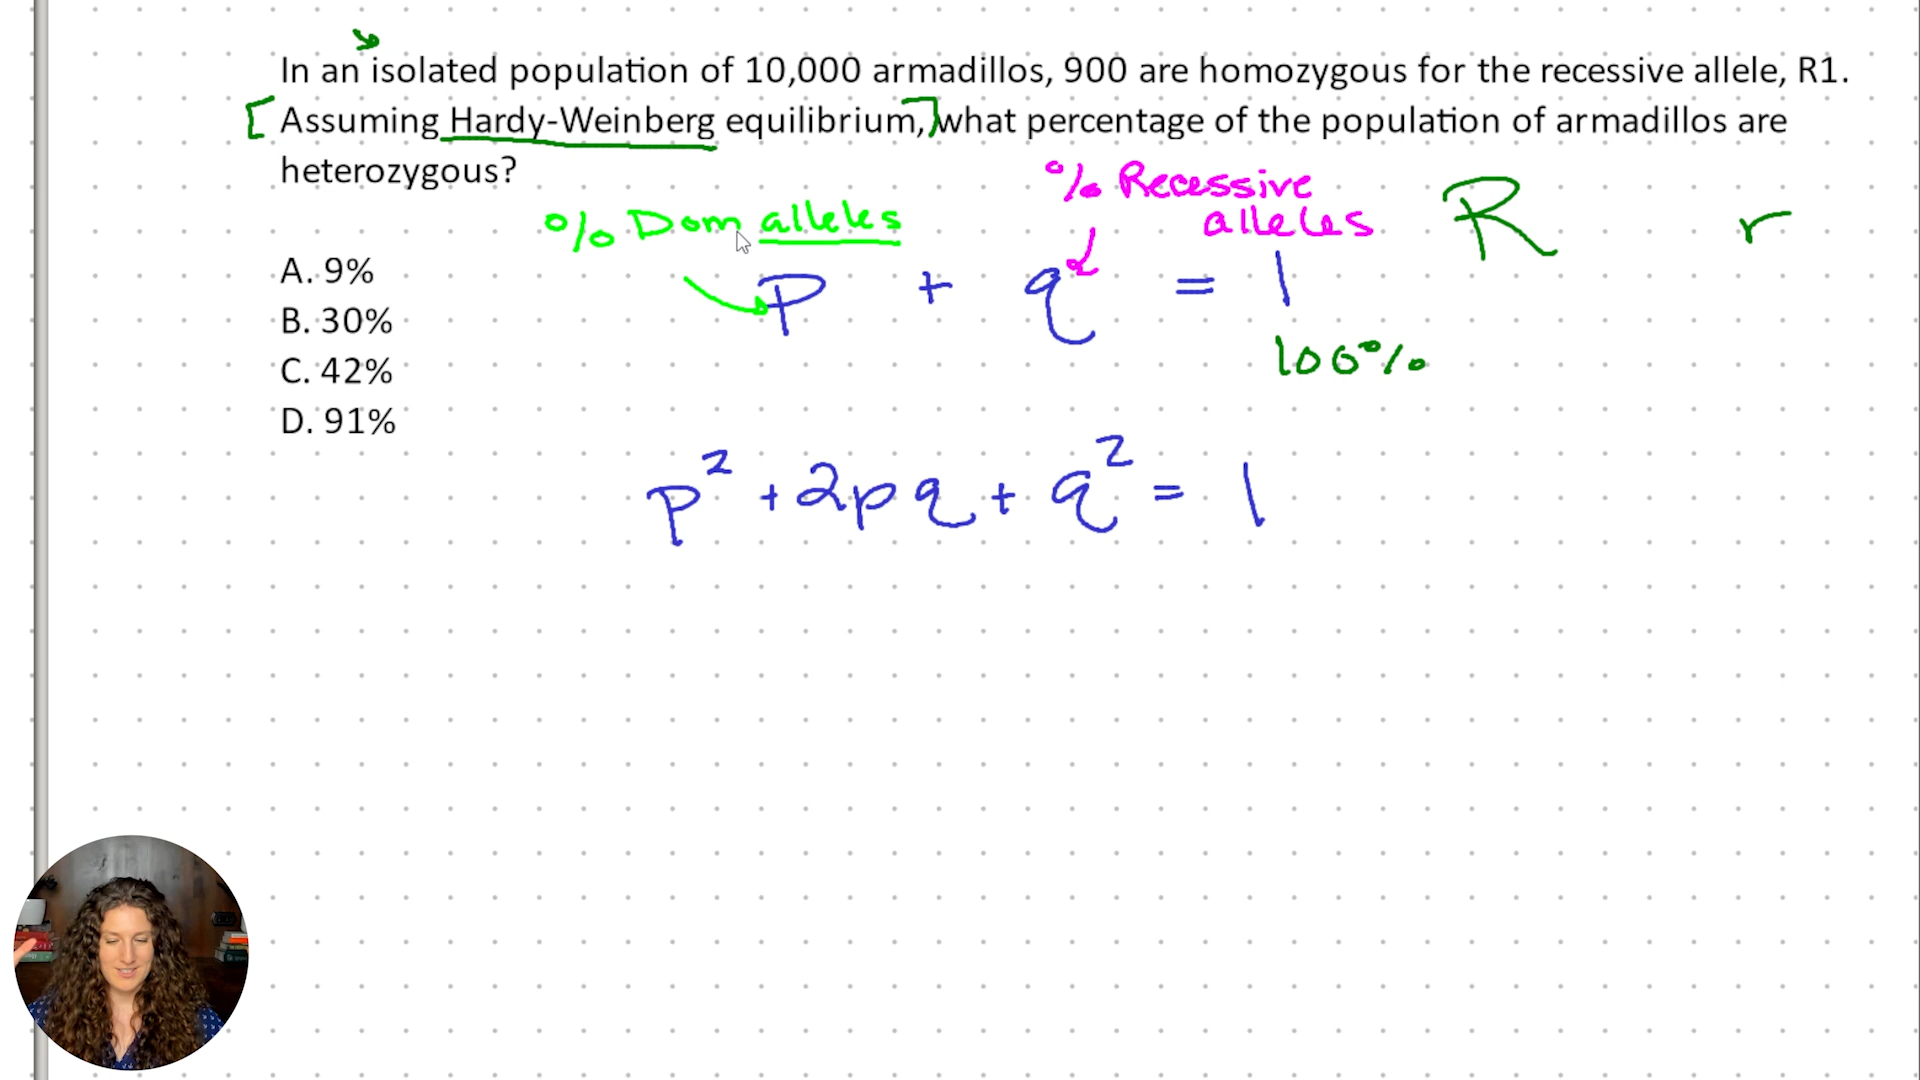 In an isolated population of 10,000 armadillos, 900 are homozygous for the recessive allele, R1.
Assuming Hardy-Weinberg equilibrium, what percentage of the population of armadillos are
heterozygous?
% Recessive
alleles
R
r
% Dom alleles
p + q = 1
100%
A. 9%
B. 30%
C. 42%
D. 91%
p² + 2pq + q² = 1